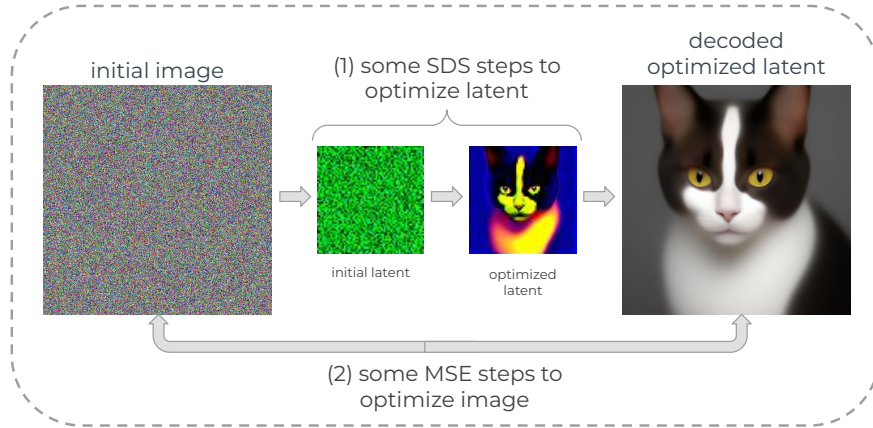 initial image
(1) some SDS steps to
optimize latent
decoded
optimized latent
initial latent
optimized
latent
(2) some MSE steps to
optimize image